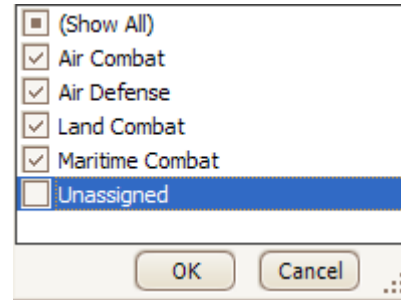 (Show All)
Air Combat
Air Defense
Land Combat
Maritime Combat
Unassigned
OK Cancel